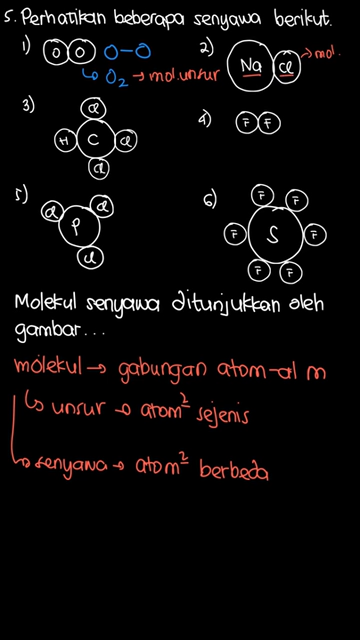 5. Perhatikan beberapa senyawa berikut.
1) O O O-O 2) Na Cl → mol.
↳ O₂ → mol. unsur
3) Cl H C Cl Cl 4) F F
5) Cl Cl P Cl 6) F F F S F F F
Molekul senyawa ditunjukkan oleh
gambar...
molekul → gabungan atom-at m
↳ unsur → atom² sejenis
↳ senyawa → atom² berbeda